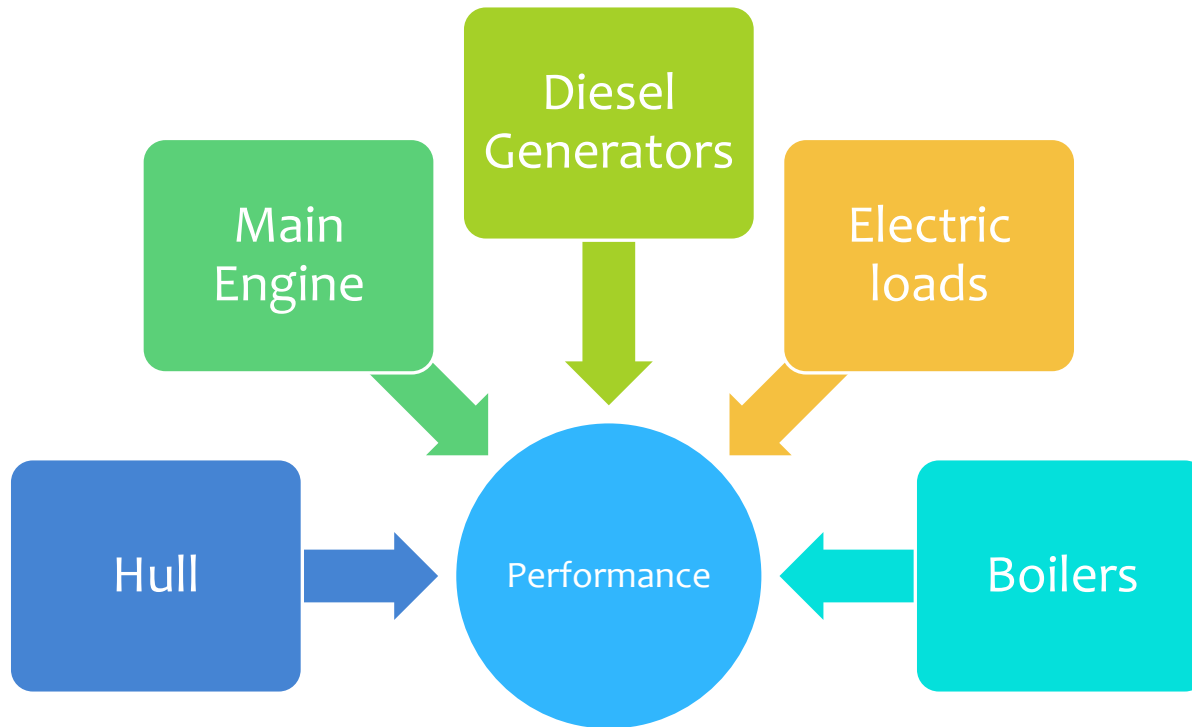 Diesel
Generators
Main
Engine
Electric
loads
Hull
Performance
Boilers